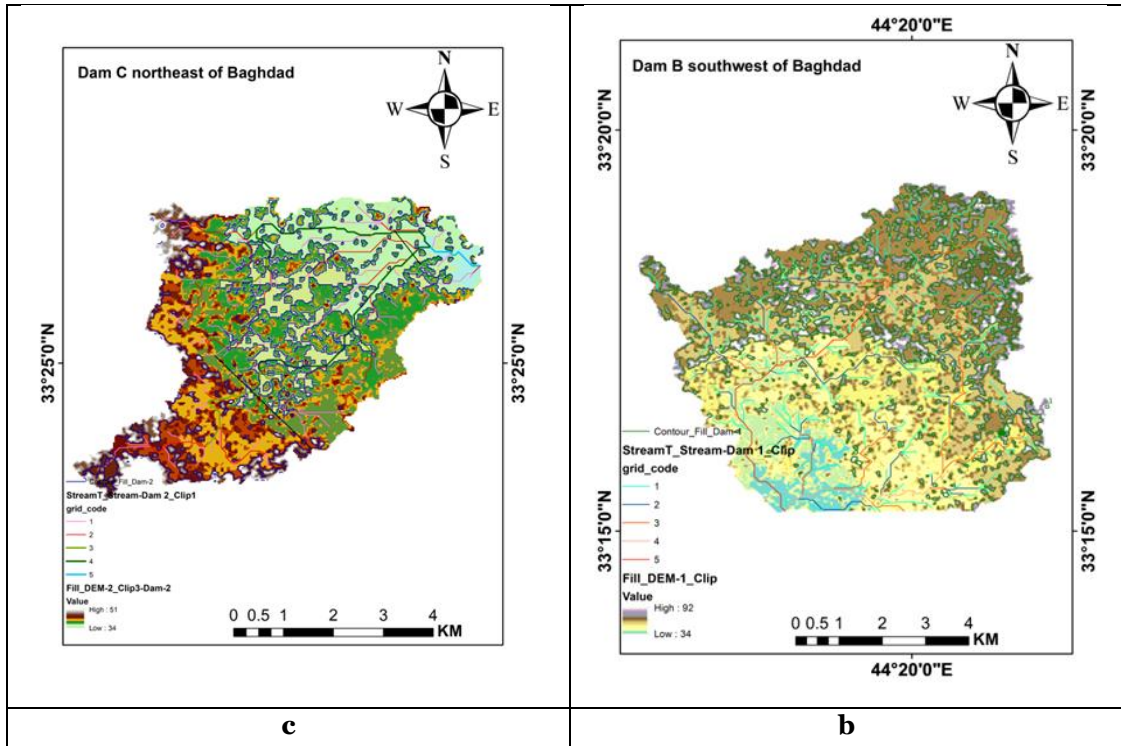 Dam C northeast of Baghdad
N
W
E
S
33°25'0"N
33°25'0"N
Fill_Dam-2
StreamT_Stream-Dam 2_Clip1
grid_code
1
2
3
4
5
Fill_DEM-2_Clip3-Dam-2
Value
High : 51
Low : 34
0 0.5 1 2 3 4
KM
c
44°20'0"E
Dam B southwest of Baghdad
N
W
E
S
33°20'0"N
33°20'0"N
Contour_Fill_Dam-1
StreamT_Stream-Dam 1_Clip
grid_code
1
2
3
4
5
33°15'0"N
33°15'0"N
Fill_DEM-1_Clip
Value
High : 92
Low : 34
0 0.5 1 2 3 4
KM
44°20'0"E
b